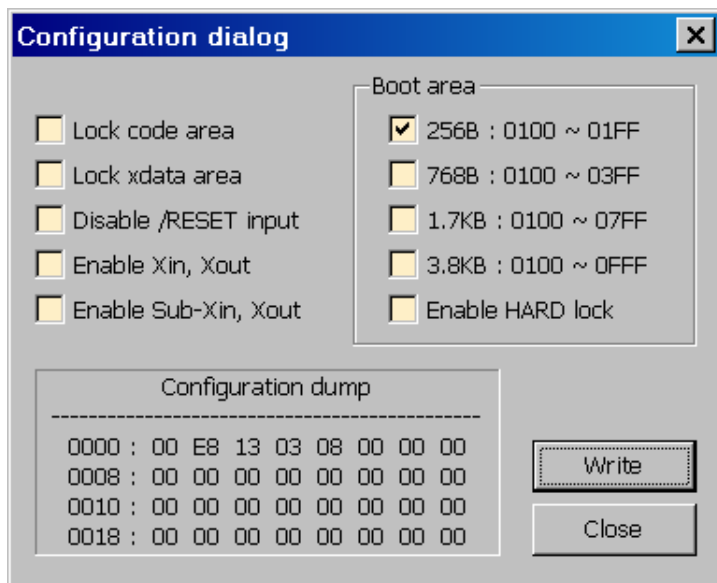 Configuration dialog
Lock code area
Lock xdata area
Disable /RESET input
Enable Xin, Xout
Enable Sub-Xin, Xout
Boot area
256B : 0100 ~ 01FF
768B : 0100 ~ 03FF
1.7KB : 0100 ~ 07FF
3.8KB : 0100 ~ 0FFF
Enable HARD lock
Configuration dump
------------------------------------------------
0000 : 00 E8 13 03 08 00 00 00
0008 : 00 00 00 00 00 00 00 00
0010 : 00 00 00 00 00 00 00 00
0018 : 00 00 00 00 00 00 00 00
Write
Close